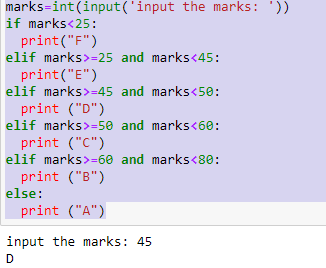 marks=int(input('input the marks: '))
if marks<25:
  print("F")
elif marks>=25 and marks<45:
  print("E")
elif marks>=45 and marks<50:
  print ("D")
elif marks>=50 and marks<60:
  print ("C")
elif marks>=60 and marks<80:
  print ("B")
else:
  print ("A")
input the marks: 45
D